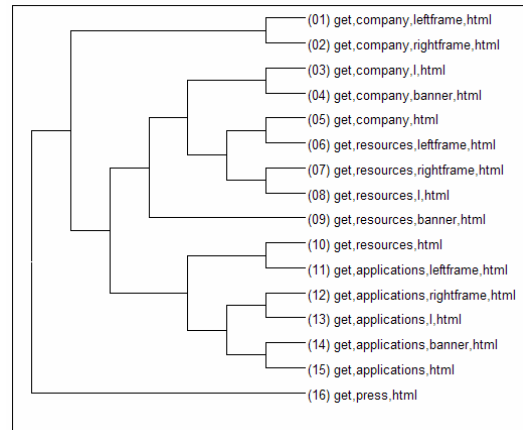 (01) get,company,leftframe,html
(02) get,company,rightframe,html
(03) get,company,l,html
(04) get,company,banner,html
(05) get,company,html
(06) get,resources,leftframe,html
(07) get,resources,rightframe,html
(08) get,resources,l,html
(09) get,resources,banner,html
(10) get,resources,html
(11) get,applications,leftframe,html
(12) get,applications,rightframe,html
(13) get,applications,l,html
(14) get,applications,banner,html
(15) get,applications,html
(16) get,press,html